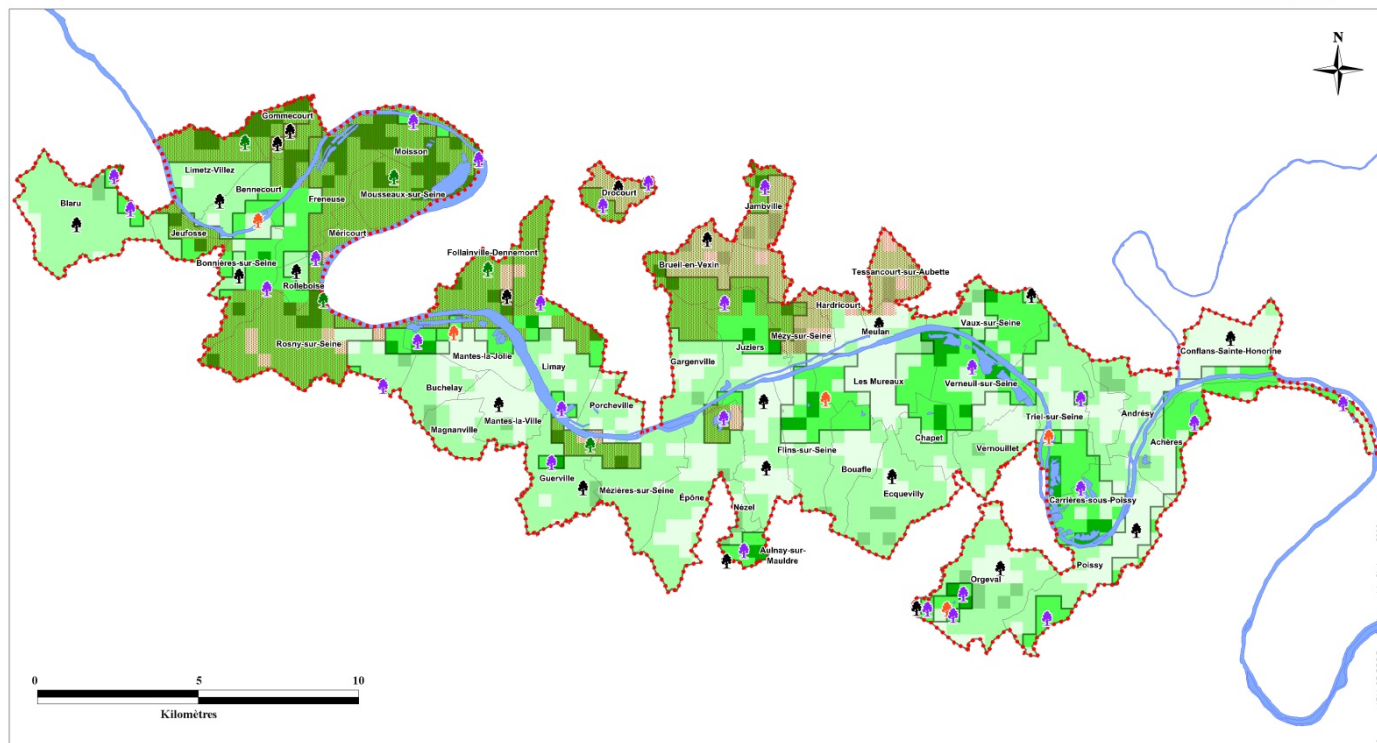 N
Gommecourt
Moisson
Limetz-Villez
Bennecourt
Mousseaux-sur-Seine
Freneuse
Blaru
Drocourt
Jambville
Jeufosse
Méricourt
Follainville-Dennemont
Bonnières-sur-Seine
Rolleboise
Brueil-en-Vexin
Tessancourt-sur-Aubette
Hardricourt
Vaux-sur-Seine
Meulan
Mézy-sur-Seine
Rosny-sur-Seine
Juziers
Conflans-Sainte-Honorine
Mantes-la-Jolie
Limay
Gargenville
Buchelay
Les Mureaux
Verneuil-sur-Seine
Porcheville
Triel-sur-Seine
Andrésy
Mantes-la-Ville
Magnanville
Flins-sur-Seine
Chapet
Achères
Vernouillet
Bouafle
Guerville
Mézières-sur-Seine
Épône
Ecquevilly
Carrières-sous-Poissy
Nézel
Aulnay-sur-
Mauldre
Poissy
Orgeval
0 5 10
Kilomètres